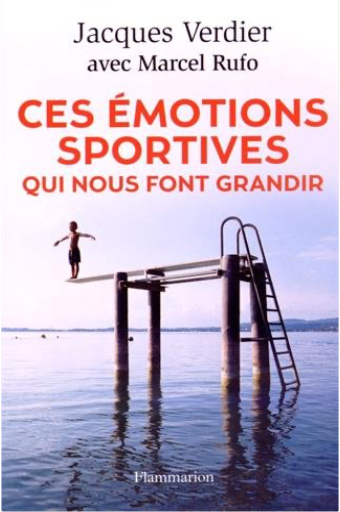 Jacques Verdier
avec Marcel Rufo
CES ÉMOTIONS
SPORTIVES
QUI NOUS FONT GRANDIR
Flammarion